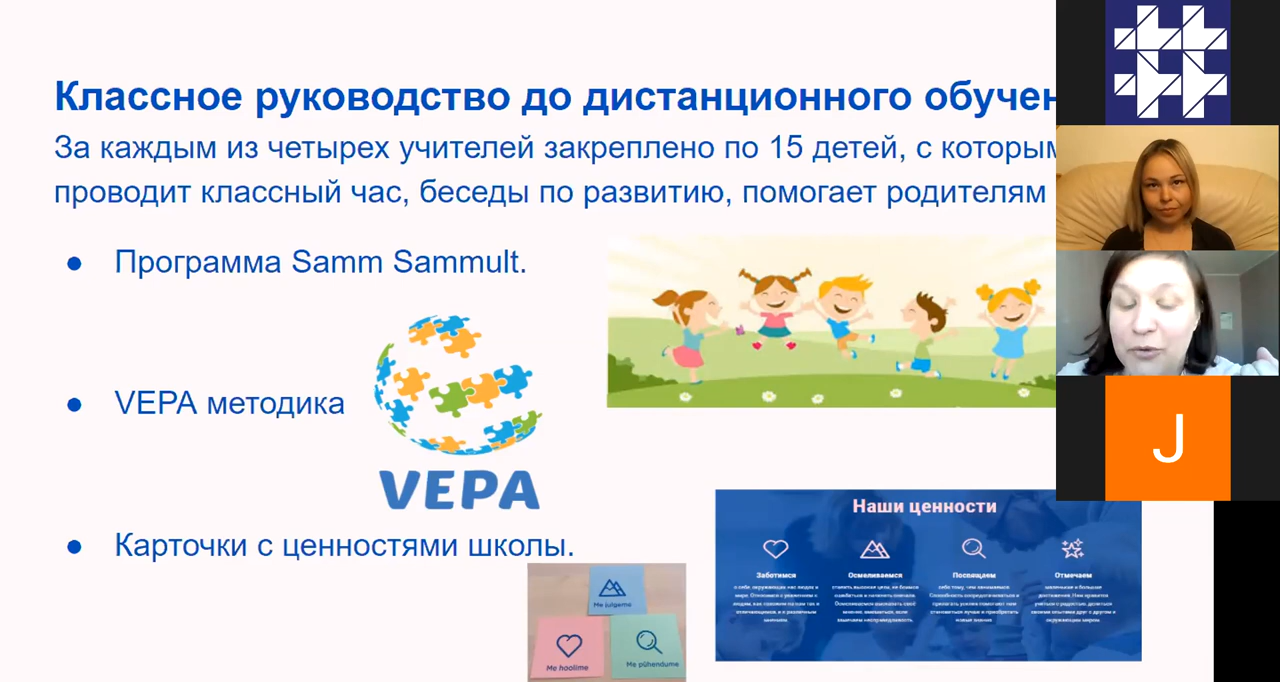 Классное руководство до дистанционного обучен
За каждым из четырех учителей закреплено по 15 детей, с которым
проводит классный час, беседы по развитию, помогает родителям
● Программа Samm Sammult.
● VEPA методика
VEPA
● Карточки с ценностями школы.
Me julgeme
Me hoolime
Me pühendume
Наши ценности
Заботимся
Осмеливаемся
Посвящаем
Отмечаем
J